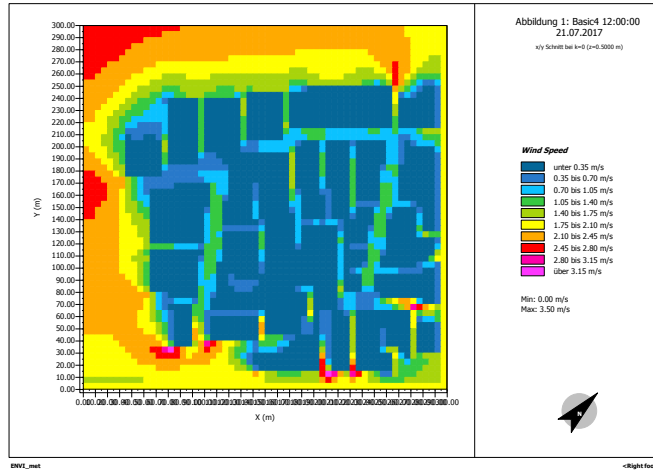 Abbildung 1: Basic4 12:00:00
21.07.2017
x/y Schnitt bei k=0 (z=0.5000 m)
300.00
290.00
280.00
270.00
260.00
250.00
240.00
230.00
220.00
210.00
200.00
190.00
180.00
170.00
160.00
150.00
140.00
130.00
120.00
110.00
100.00
90.00
80.00
70.00
60.00
50.00
40.00
30.00
20.00
10.00
0.00
Y (m)
X (m)
Wind Speed
unter 0.35 m/s
0.35 bis 0.70 m/s
0.70 bis 1.05 m/s
1.05 bis 1.40 m/s
1.40 bis 1.75 m/s
1.75 bis 2.10 m/s
2.10 bis 2.45 m/s
2.45 bis 2.80 m/s
2.80 bis 3.15 m/s
über 3.15 m/s
Min: 0.00 m/s
Max: 3.50 m/s
N
ENVI_met
<Right foo